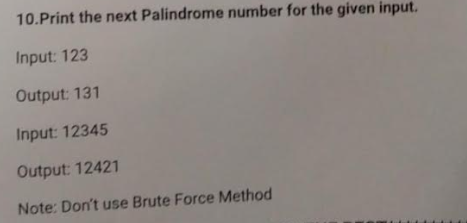 10.Print the next Palindrome number for the given input.
Input: 123
Output: 131
Input: 12345
Output: 12421
Note: Don't use Brute Force Method